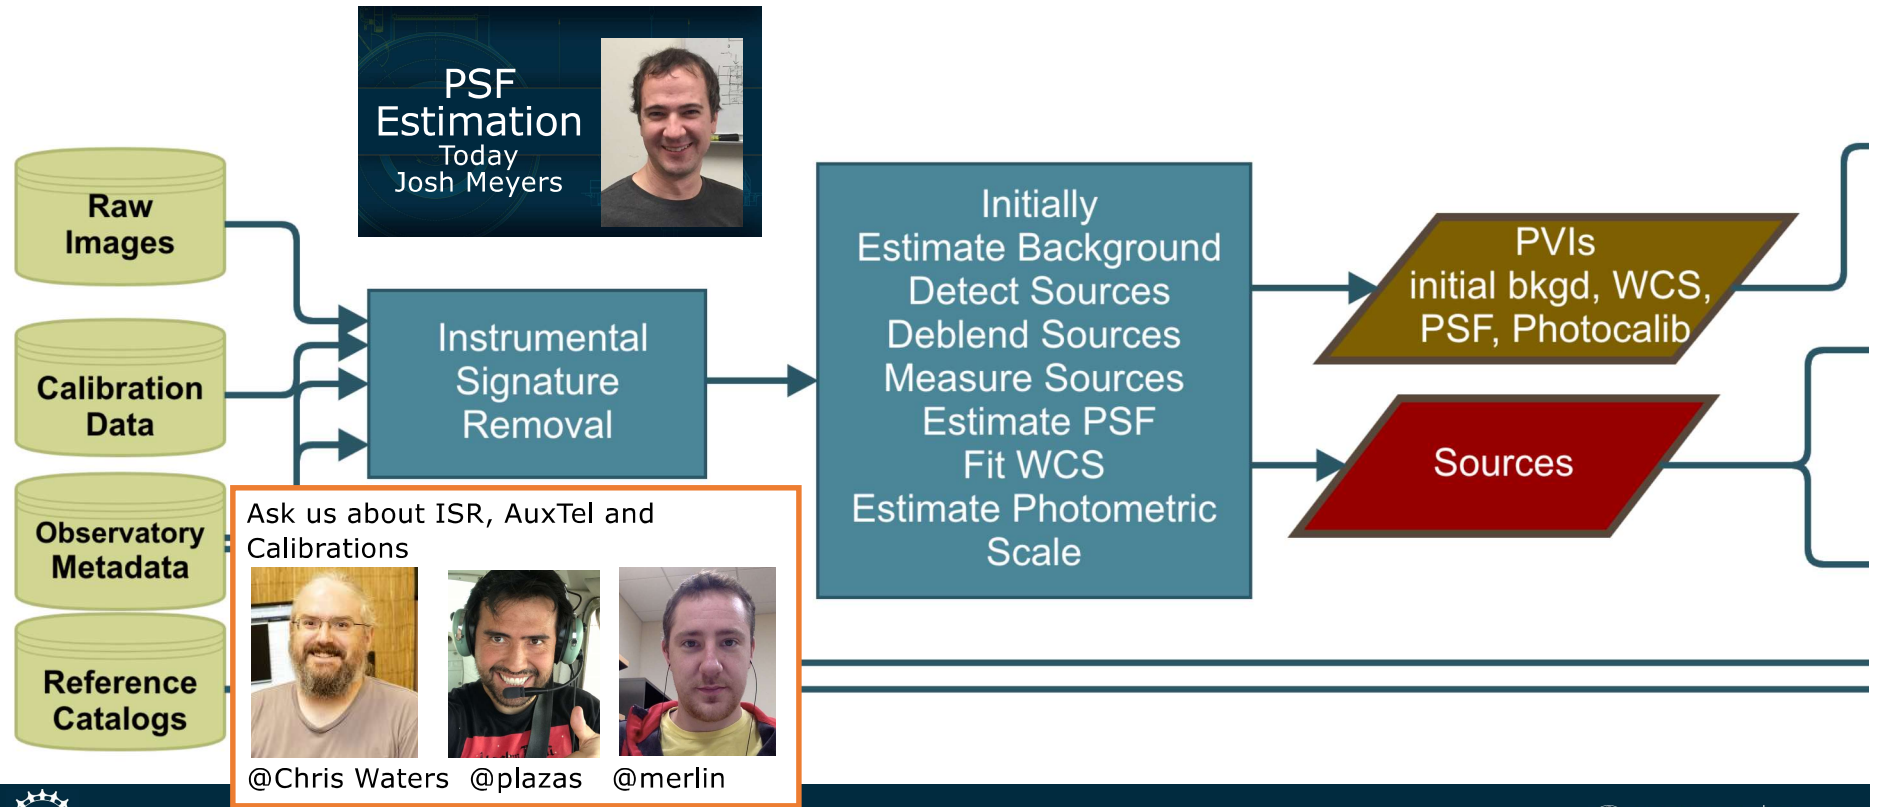 PSF
Estimation
Today
Josh Meyers
Raw
Images
Calibration
Data
Observatory
Metadata
Reference
Catalogs
Instrumental
Signature
Removal
Initially
Estimate Background
Detect Sources
Deblend Sources
Measure Sources
Estimate PSF
Fit WCS
Estimate Photometric
Scale
PVIs
initial bkgd, WCS,
PSF, Photocalib
Sources
Ask us about ISR, AuxTel and
Calibrations
@Chris Waters @plazas @merlin